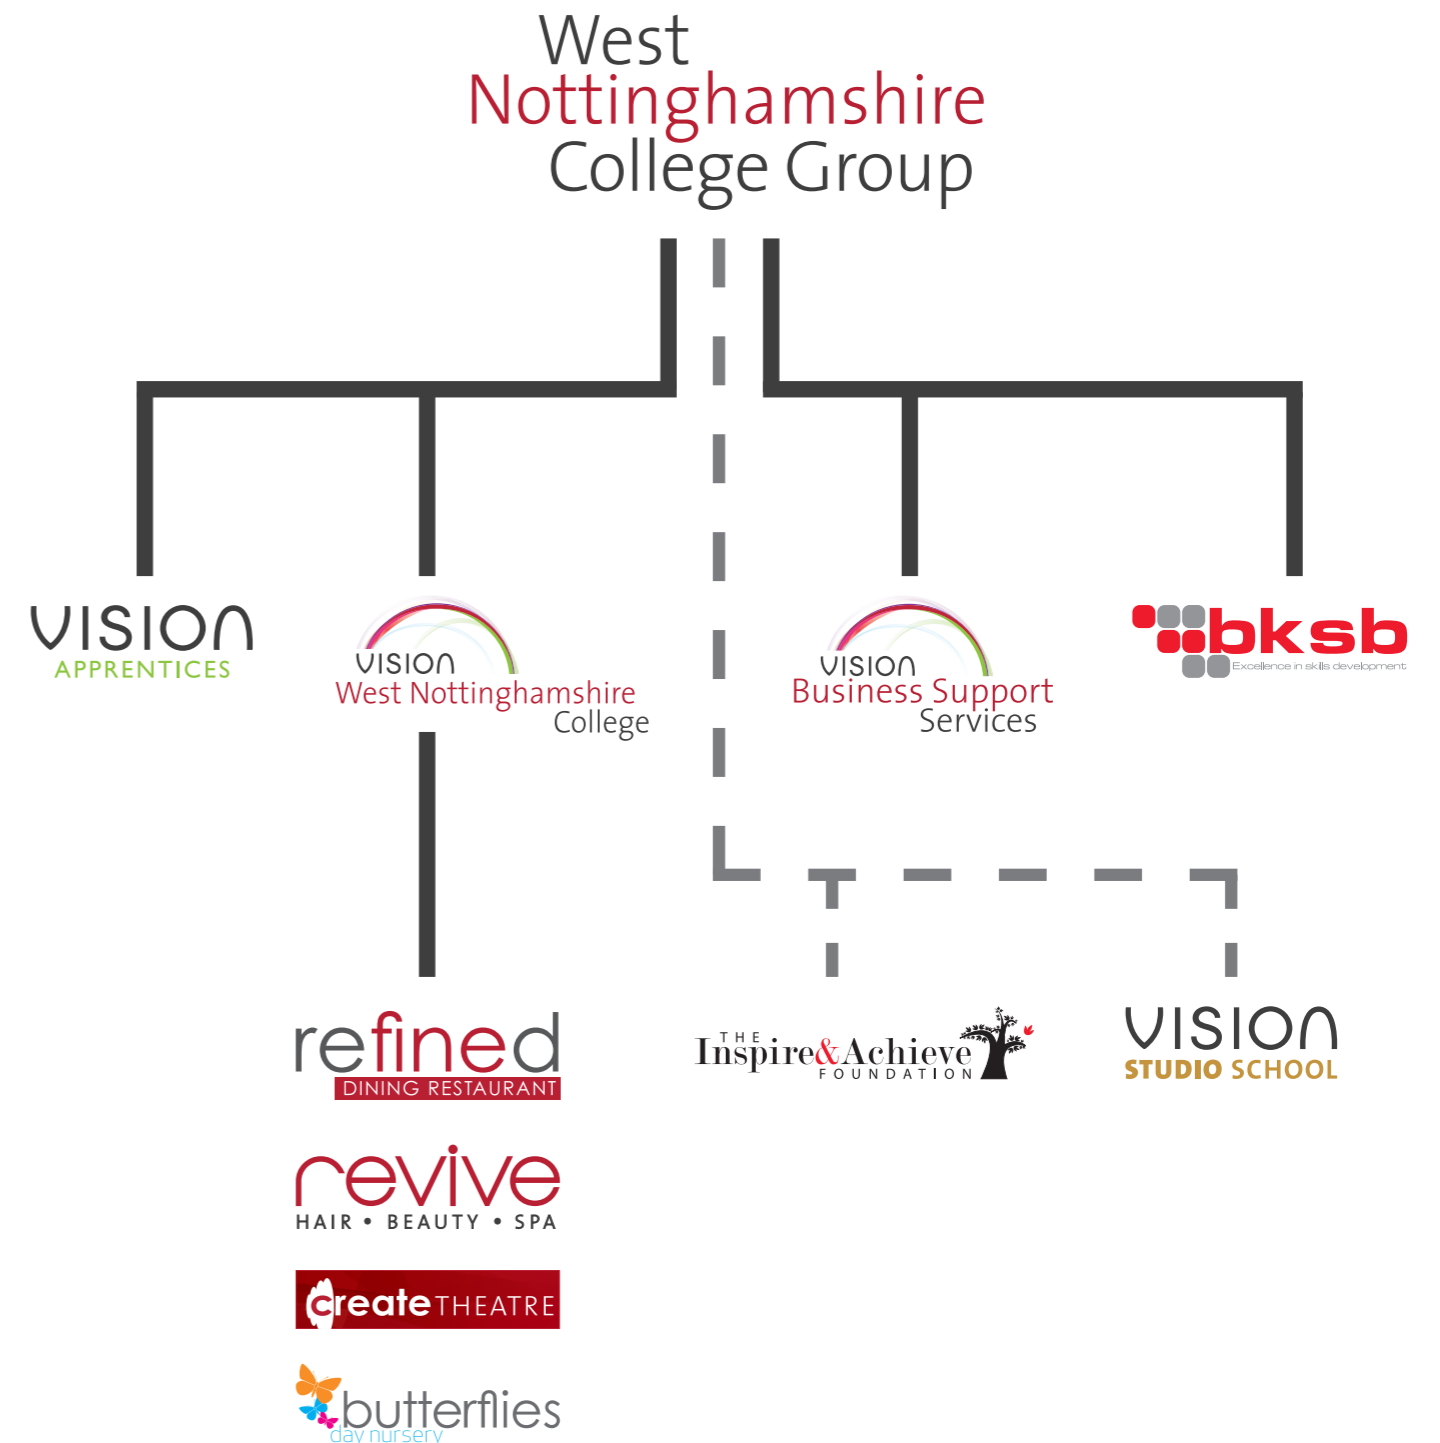 West
Nottinghamshire
College Group
VISION
APPRENTICES
VISION
West Nottinghamshire
College
VISION
Business Support
Services
bksb
Excellence in skills development
refined
DINING RESTAURANT
THE
Inspire&Achieve
FOUNDATION
VISION
STUDIO SCHOOL
revive
HAIR • BEAUTY • SPA
create THEATRE
butterflies
day nursery